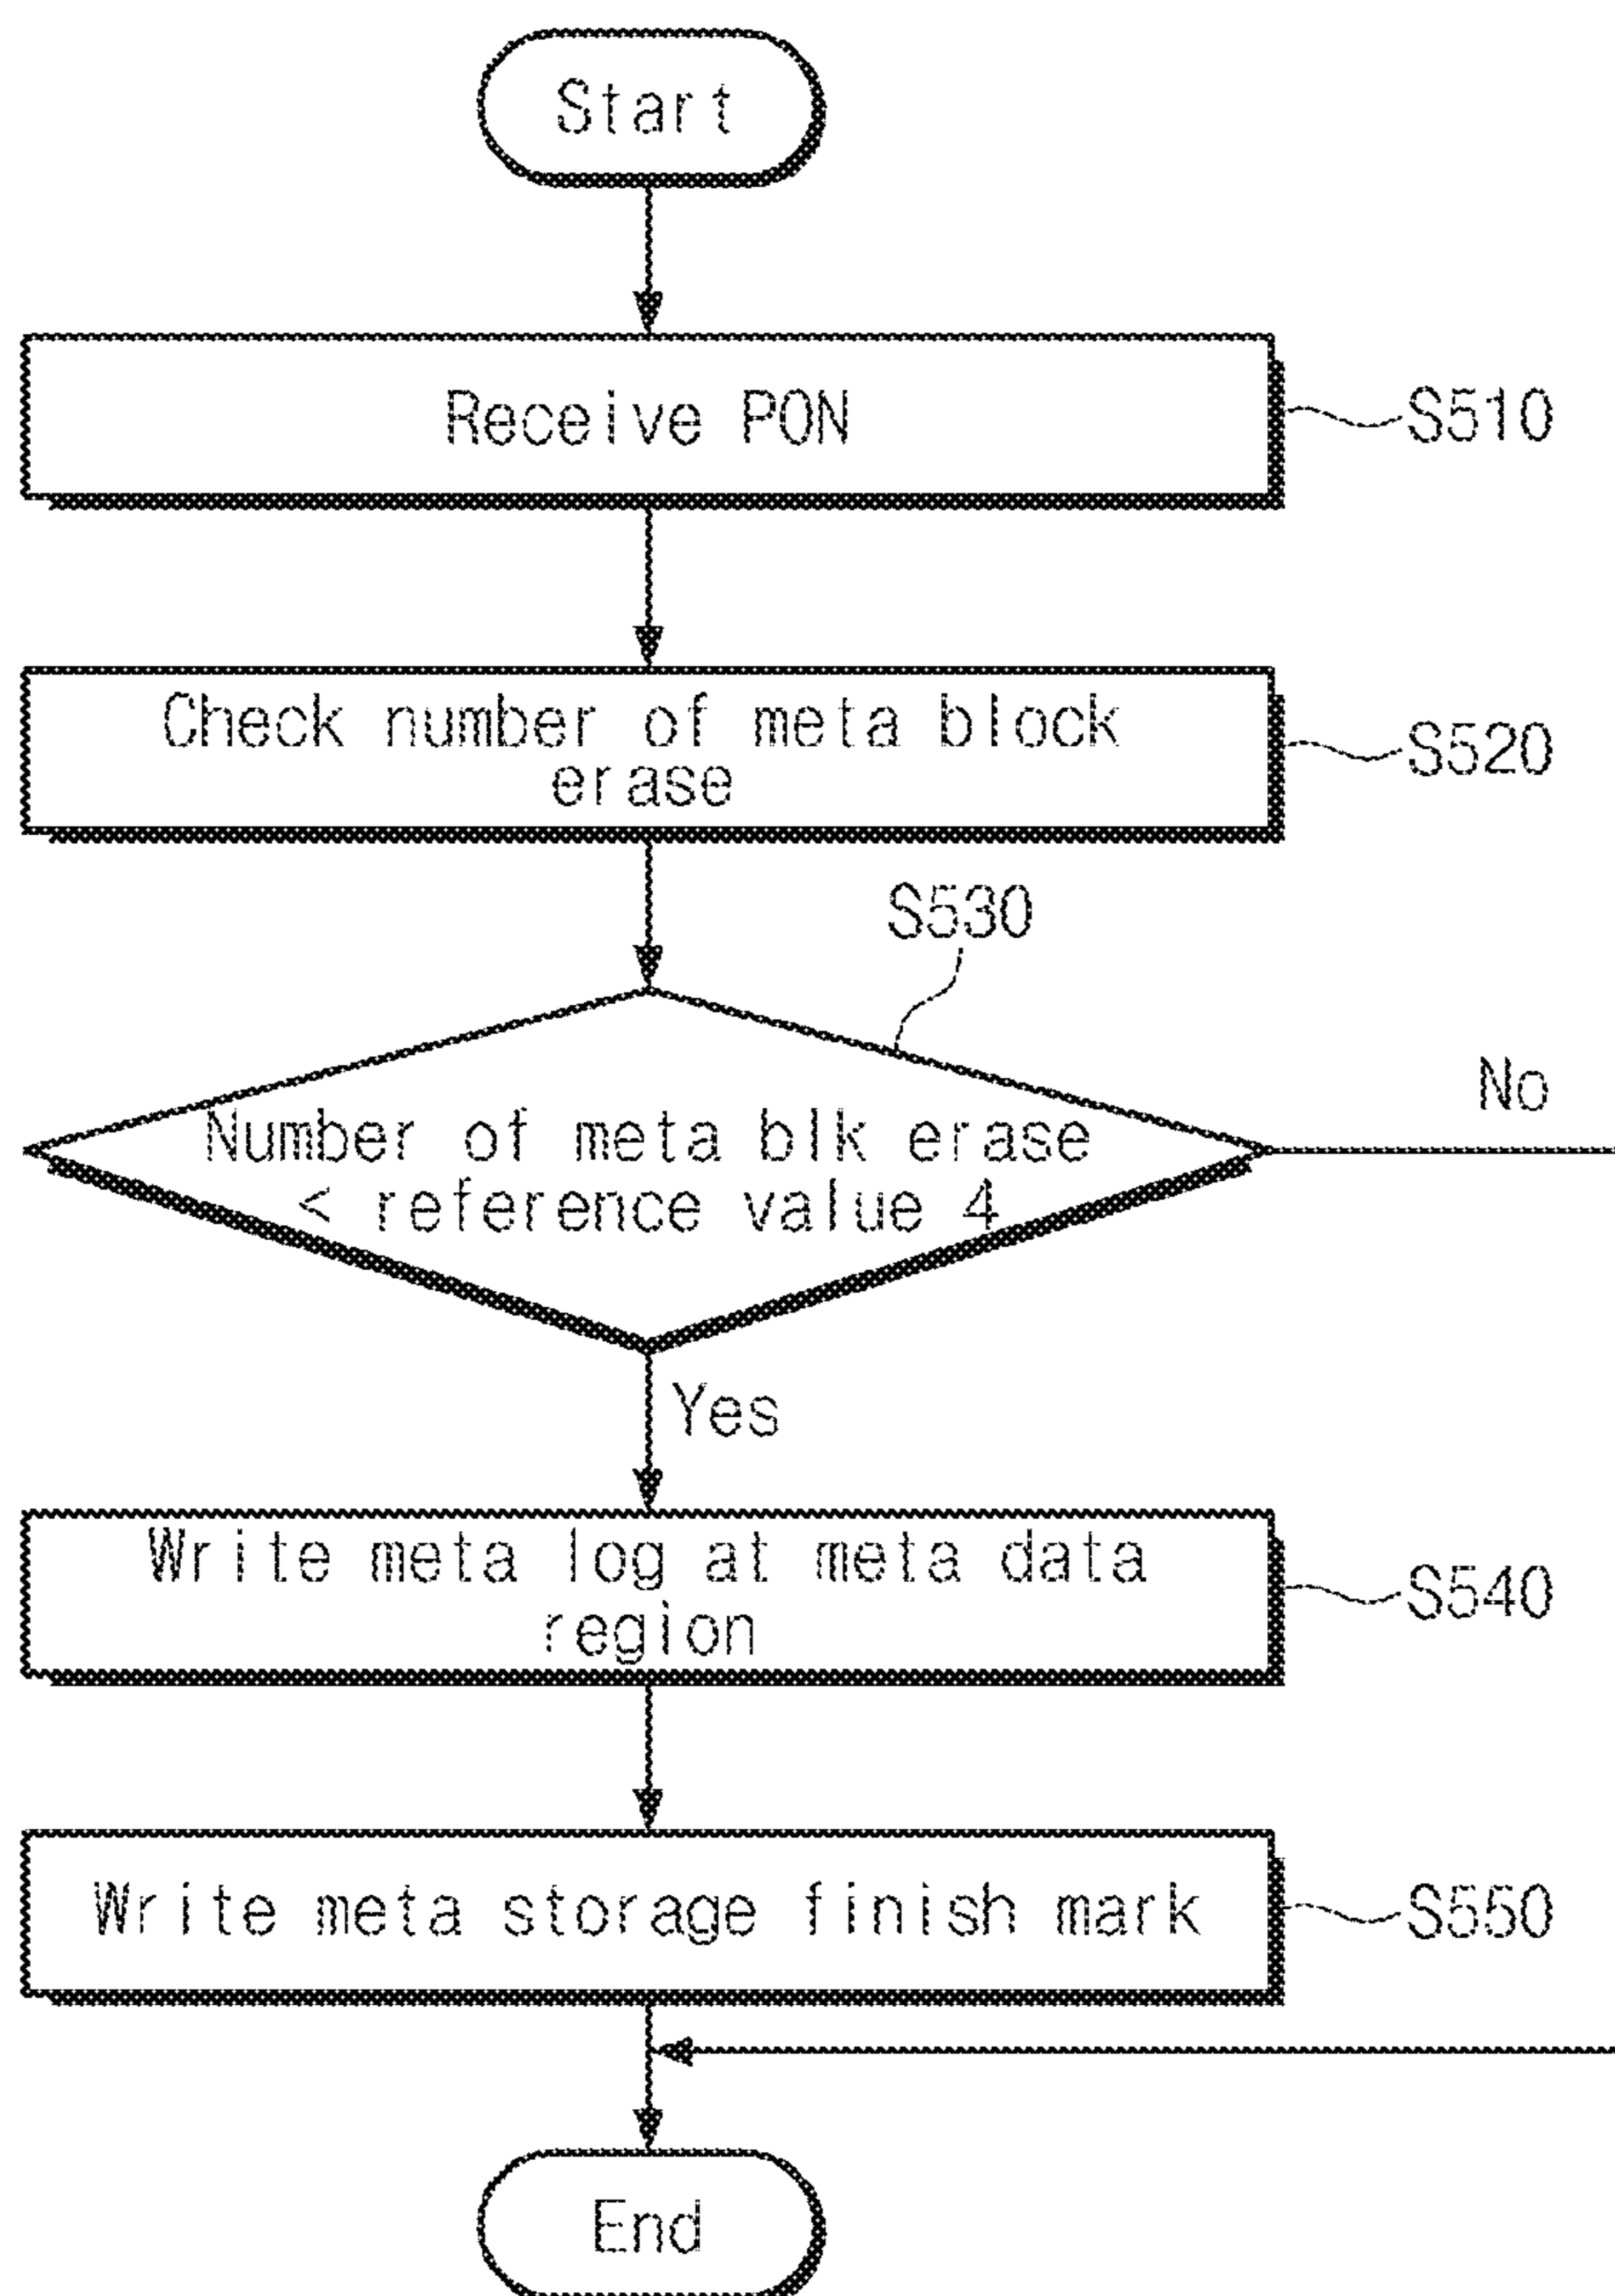 Start
Receive PON
S510
Check number of meta block
erase
S520
S530
Number of meta blk erase
< reference value 4
No
Yes
Write meta log at meta data
region
S540
Write meta storage finish mark
S550
End